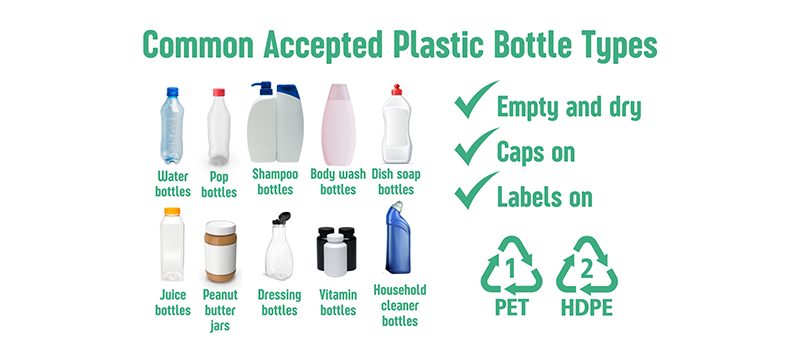 Common Accepted Plastic Bottle Types
Water
bottles
Pop
bottles
Shampoo
bottles
Body wash
bottles
Dish soap
bottles
Juice
bottles
Peanut
butter
jars
Dressing
bottles
Vitamin
bottles
Household
cleaner
bottles
Empty and dry
Caps on
Labels on
1
PET
2
HDPE